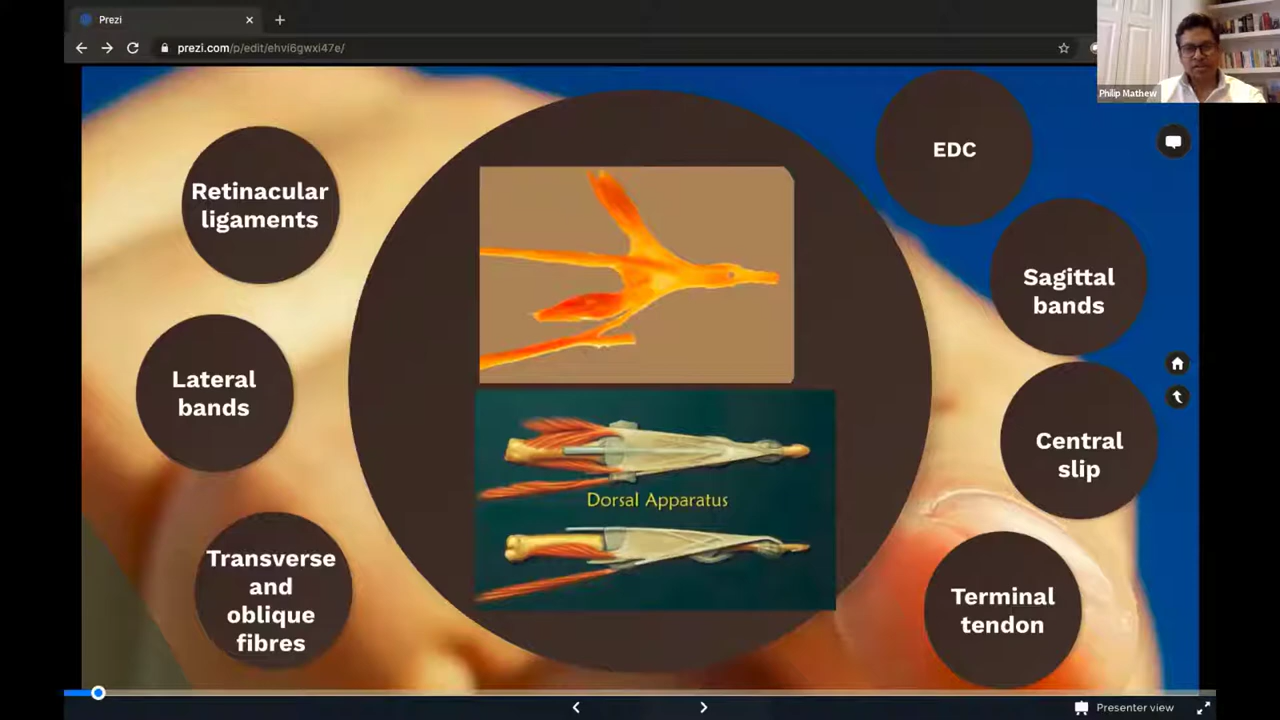 Prezi
prezi.com/p/edit/ehvi6gwxi47e/
Philip Mathew
Retinacular
ligaments
Lateral
bands
Transverse
and
oblique
fibres
Dorsal Apparatus
EDC
Sagittal
bands
Central
slip
Terminal
tendon
Presenter view